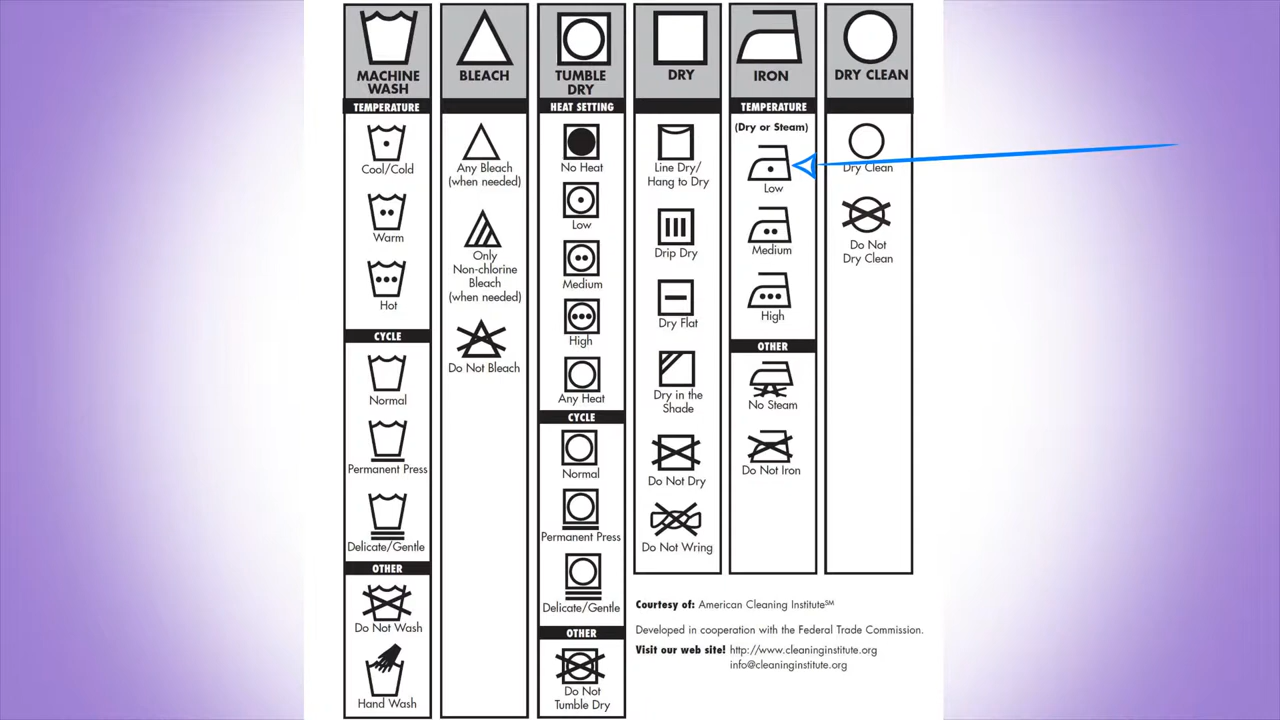 MACHINE
WASH
TEMPERATURE
Cool/Cold
Warm
Hot
CYCLE
Normal
Permanent Press
Delicate/Gentle
OTHER
Do Not Wash
Hand Wash
BLEACH
Any Bleach
(when needed)
Only
Non-chlorine
Bleach
(when needed)
Do Not Bleach
TUMBLE
DRY
HEAT SETTING
No Heat
Low
Medium
High
Any Heat
CYCLE
Normal
Permanent Press
Delicate/Gentle
OTHER
Do Not
Tumble Dry
DRY
Line Dry/
Hang to Dry
Drip Dry
Dry Flat
Dry in the
Shade
Do Not Dry
Do Not Wring
IRON
TEMPERATURE
(Dry or Steam)
Low
Medium
High
OTHER
No Steam
Do Not Iron
DRY CLEAN
Dry Clean
Do Not
Dry Clean
Courtesy of: American Cleaning Institute℠
Developed in cooperation with the Federal Trade Commission.
Visit our web site! http://www.cleaninginstitute.org
info@cleaninginstitute.org